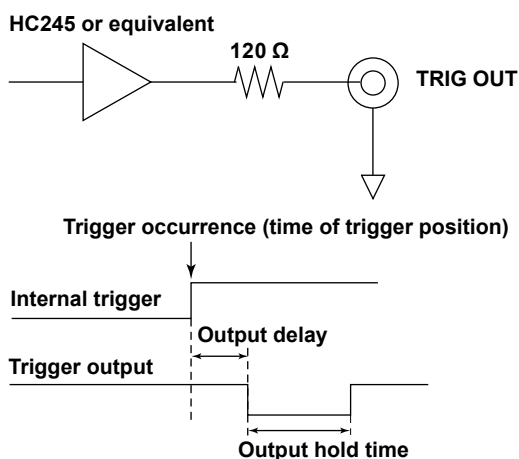 HC245 or equivalent
120 Ω
TRIG OUT
Trigger occurrence (time of trigger position)
Internal trigger
Output delay
Trigger output
Output hold time